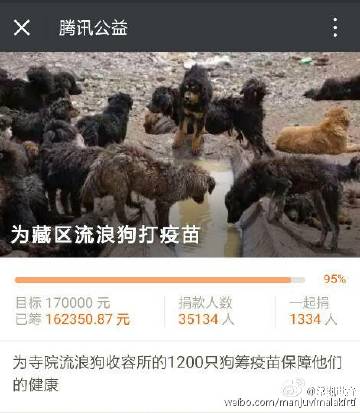 腾讯公益
为藏区流浪狗打疫苗
95%
目标 170000 元
捐款人数
一起捐
已筹 162350.87 元
35134 人
1334 人
为寺院流浪狗收容所的1200只狗筹疫苗保障他们
的健康
weibo.com/manjuvimalakirti